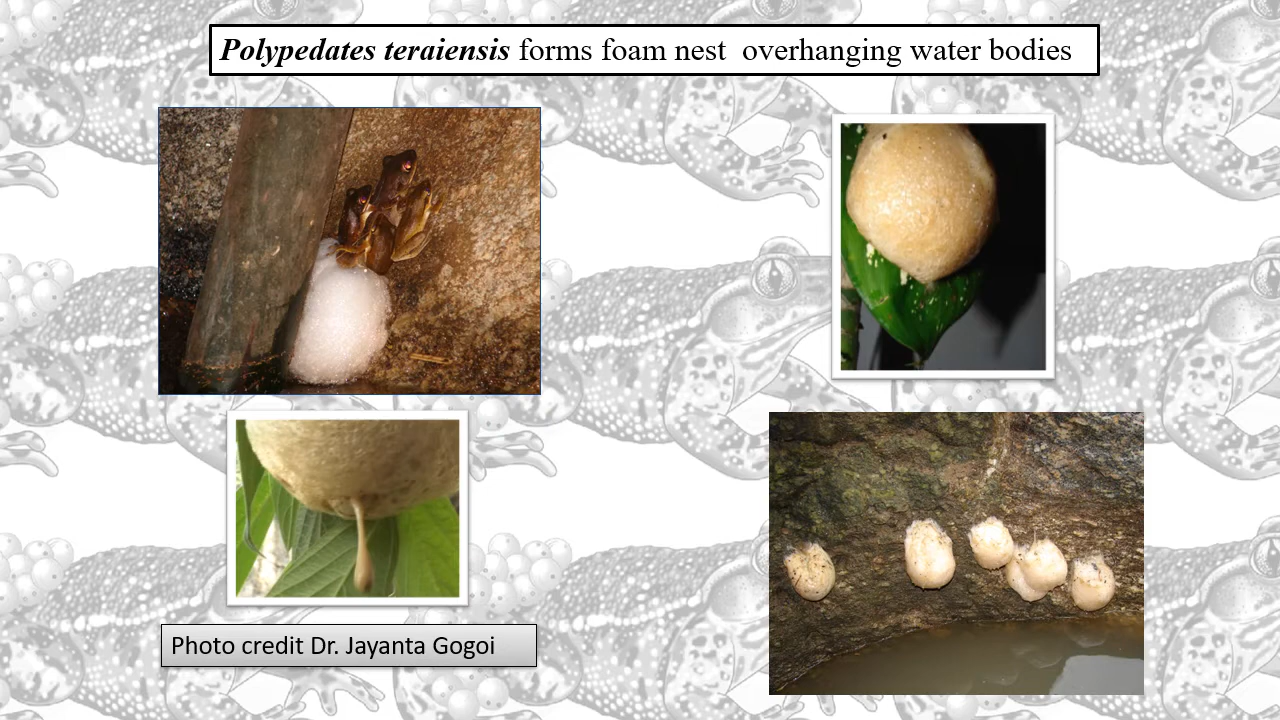 Polypedates teraiensis forms foam nest  overhanging water bodies
Photo credit Dr. Jayanta Gogoi